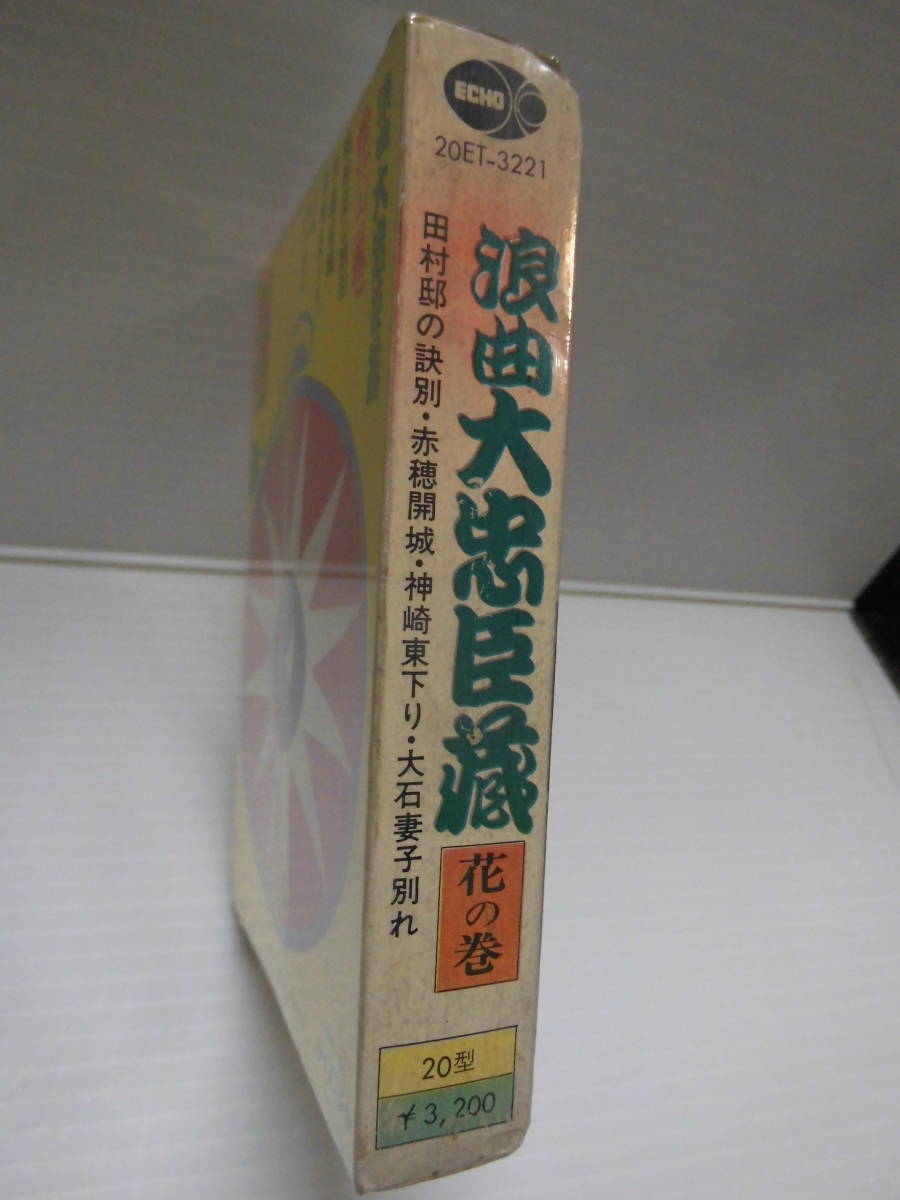 ECHO
20ET-3221
浪曲大忠臣藏
花の巻
田村邸の訣別・赤穂開城・神崎東下り・大石妻子別れ
20型
¥3,200